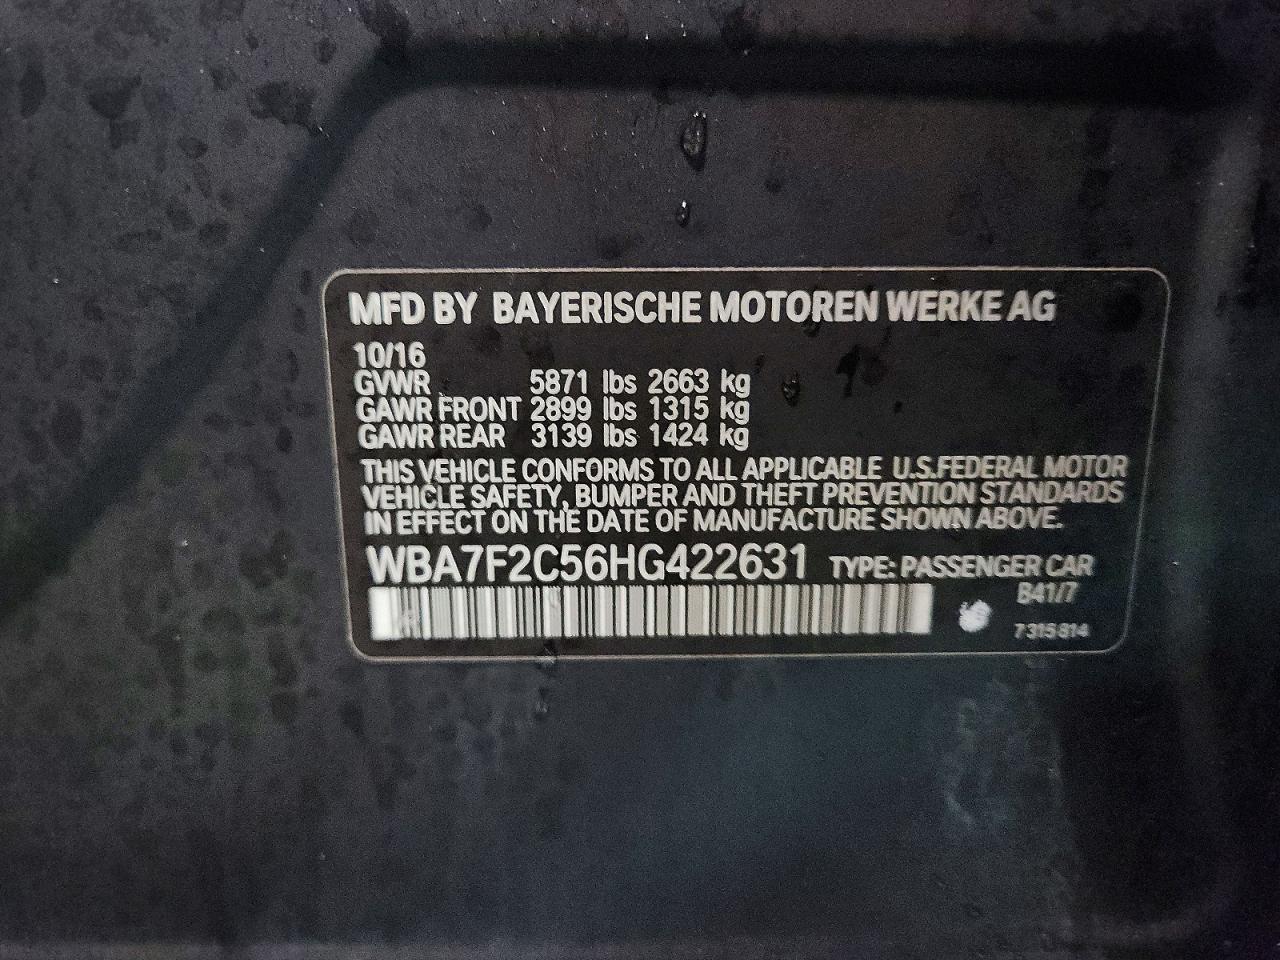 MFD BY BAYERISCHE MOTOREN WERKE AG
10/16
GVWR 5871 lbs 2663 kg
GAWR FRONT 2899 lbs 1315 kg
GAWR REAR 3139 lbs 1424 kg
THIS VEHICLE CONFORMS TO ALL APPLICABLE U.S.FEDERAL MOTOR
VEHICLE SAFETY, BUMPER AND THEFT PREVENTION STANDARDS
IN EFFECT ON THE DATE OF MANUFACTURE SHOWN ABOVE.
WBA7F2C56HG422631 TYPE: PASSENGER CAR
B41/7
7 315 814